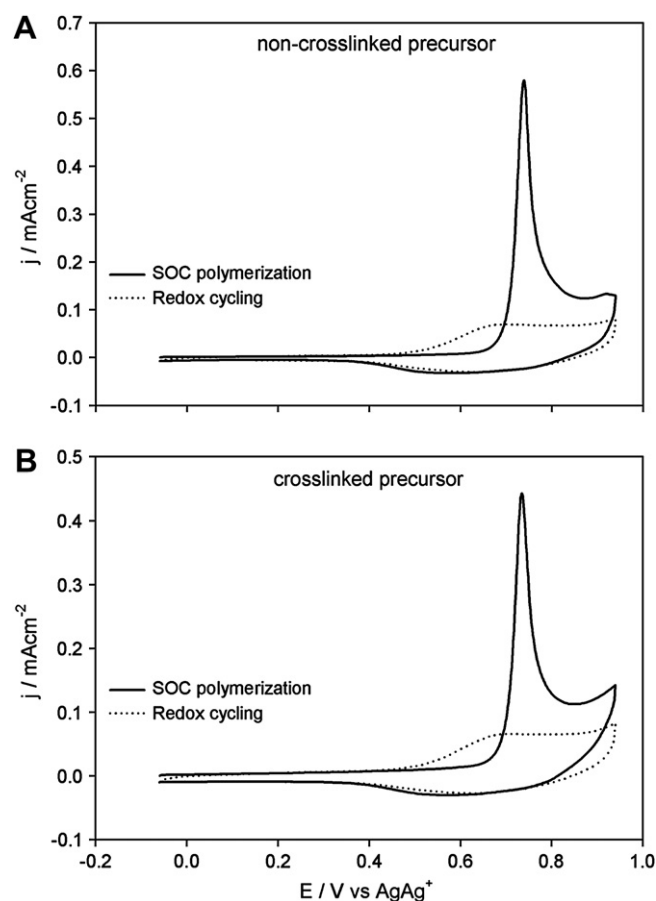 A
0.7
non-crosslinked precursor
0.6
0.5
0.4
j / mAcm-2
0.3
0.2
SOC polymerization
Redox cycling
0.1
0.0
-0.1
B
0.5
crosslinked precursor
0.4
0.3
j / mAcm-2
0.2
SOC polymerization
Redox cycling
0.1
0.0
-0.1
-0.2 0.0 0.2 0.4 0.6 0.8 1.0
E / V vs AgAg+